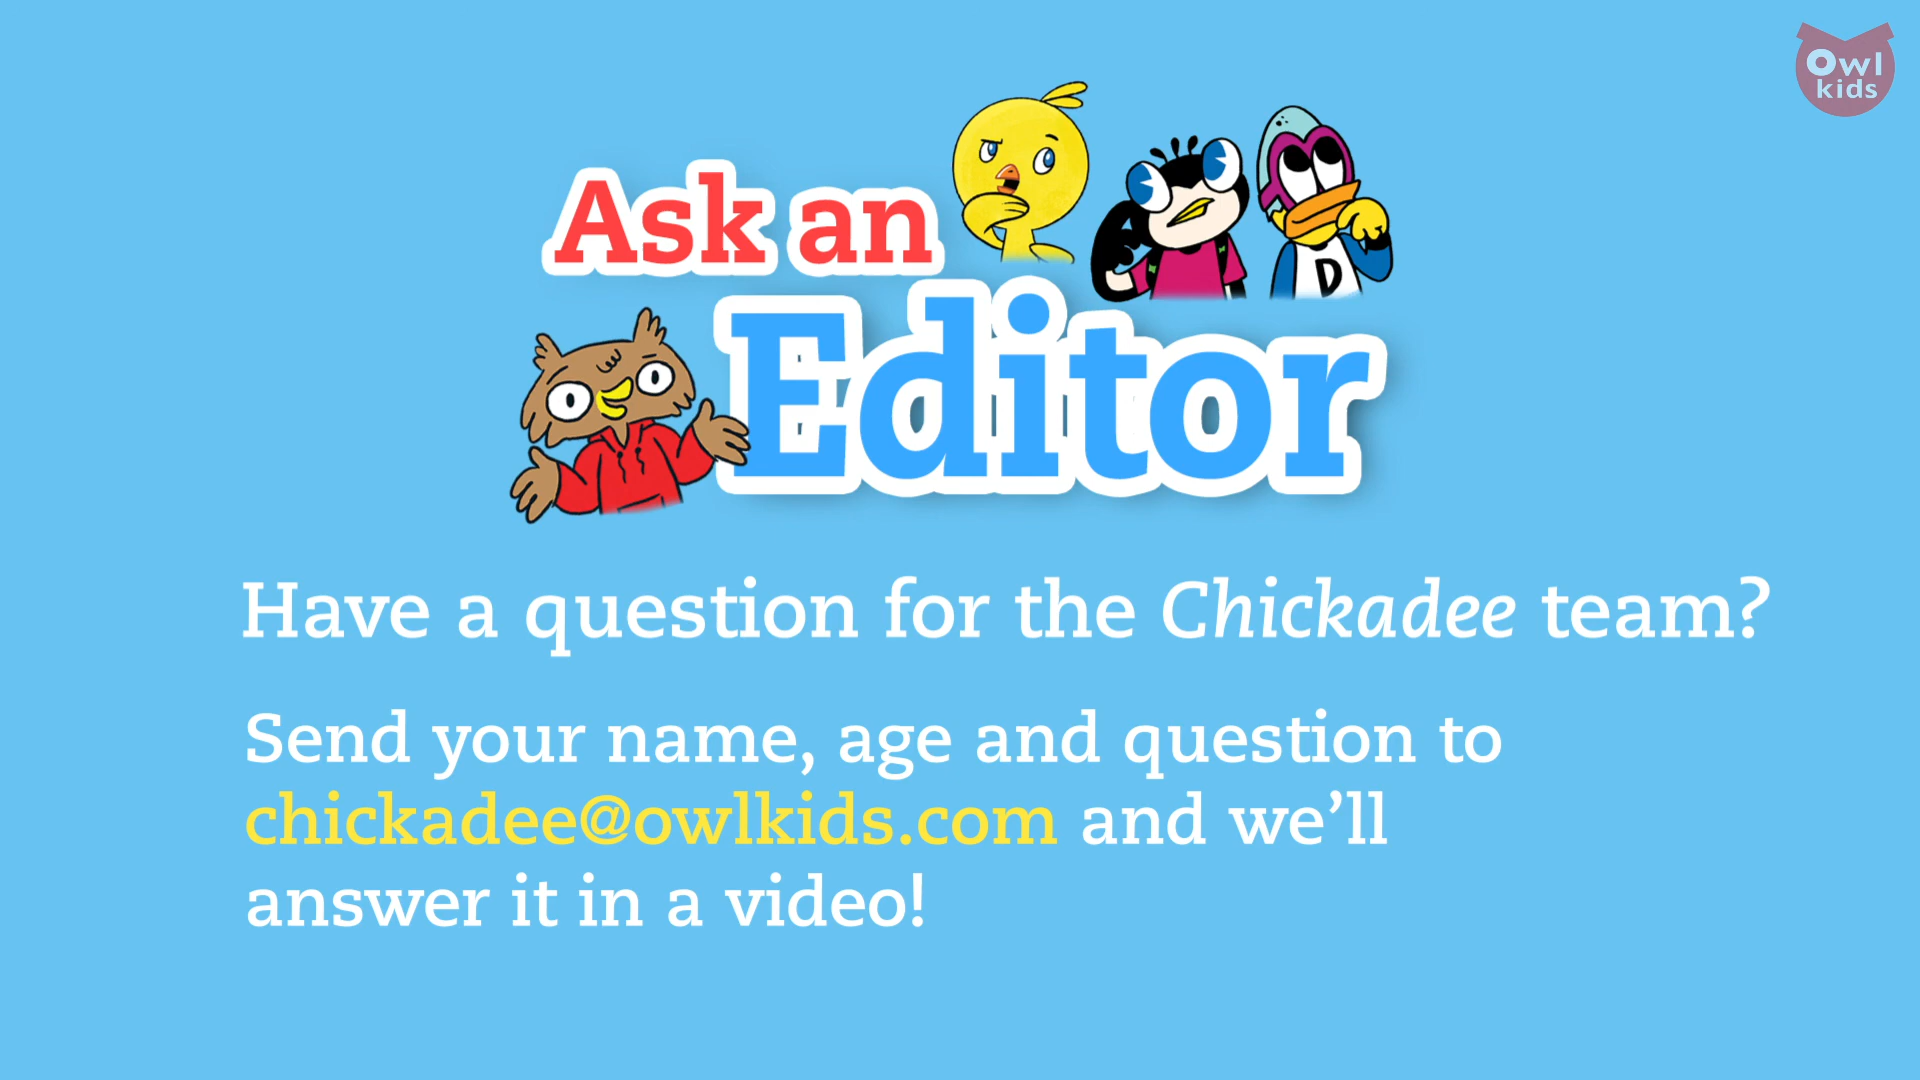 Owl
kids
Ask an
Editor
D
Have a question for the Chickadee team?
Send your name, age and question to
chickadee@owlkids.com and we’ll
answer it in a video!